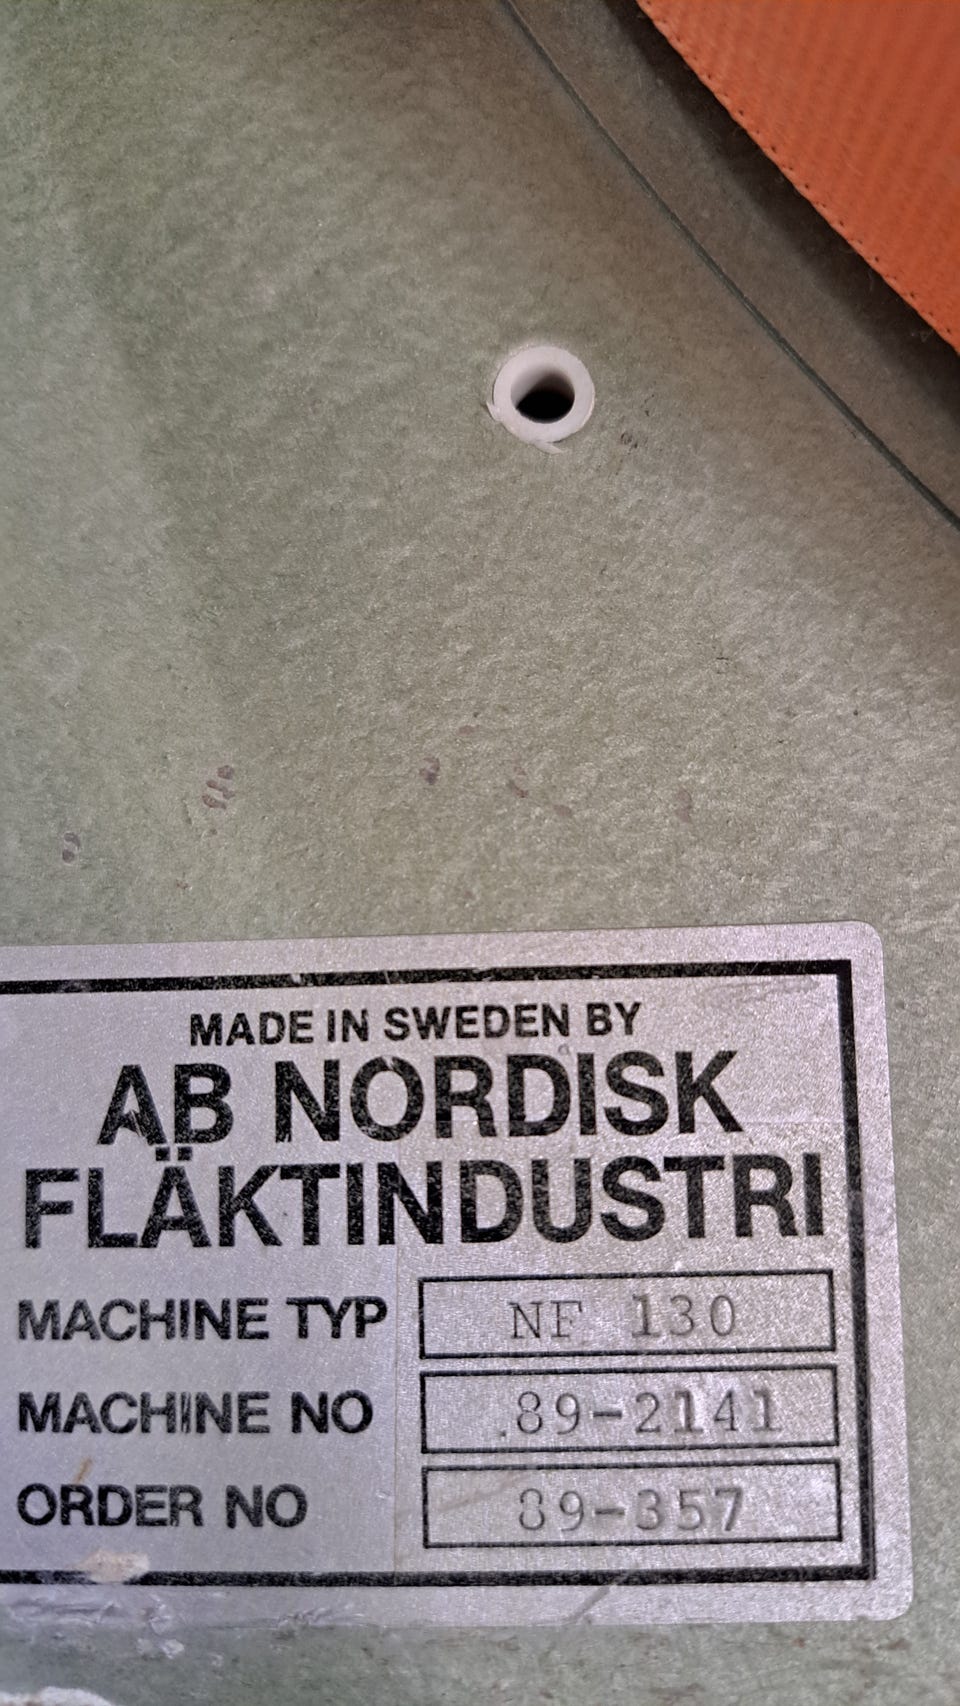 MADE IN SWEDEN BY
AB NORDISK
FLÄKTINDUSTRI
MACHINE TYP NF 130
MACHINE NO 89-2141
ORDER NO 89-357